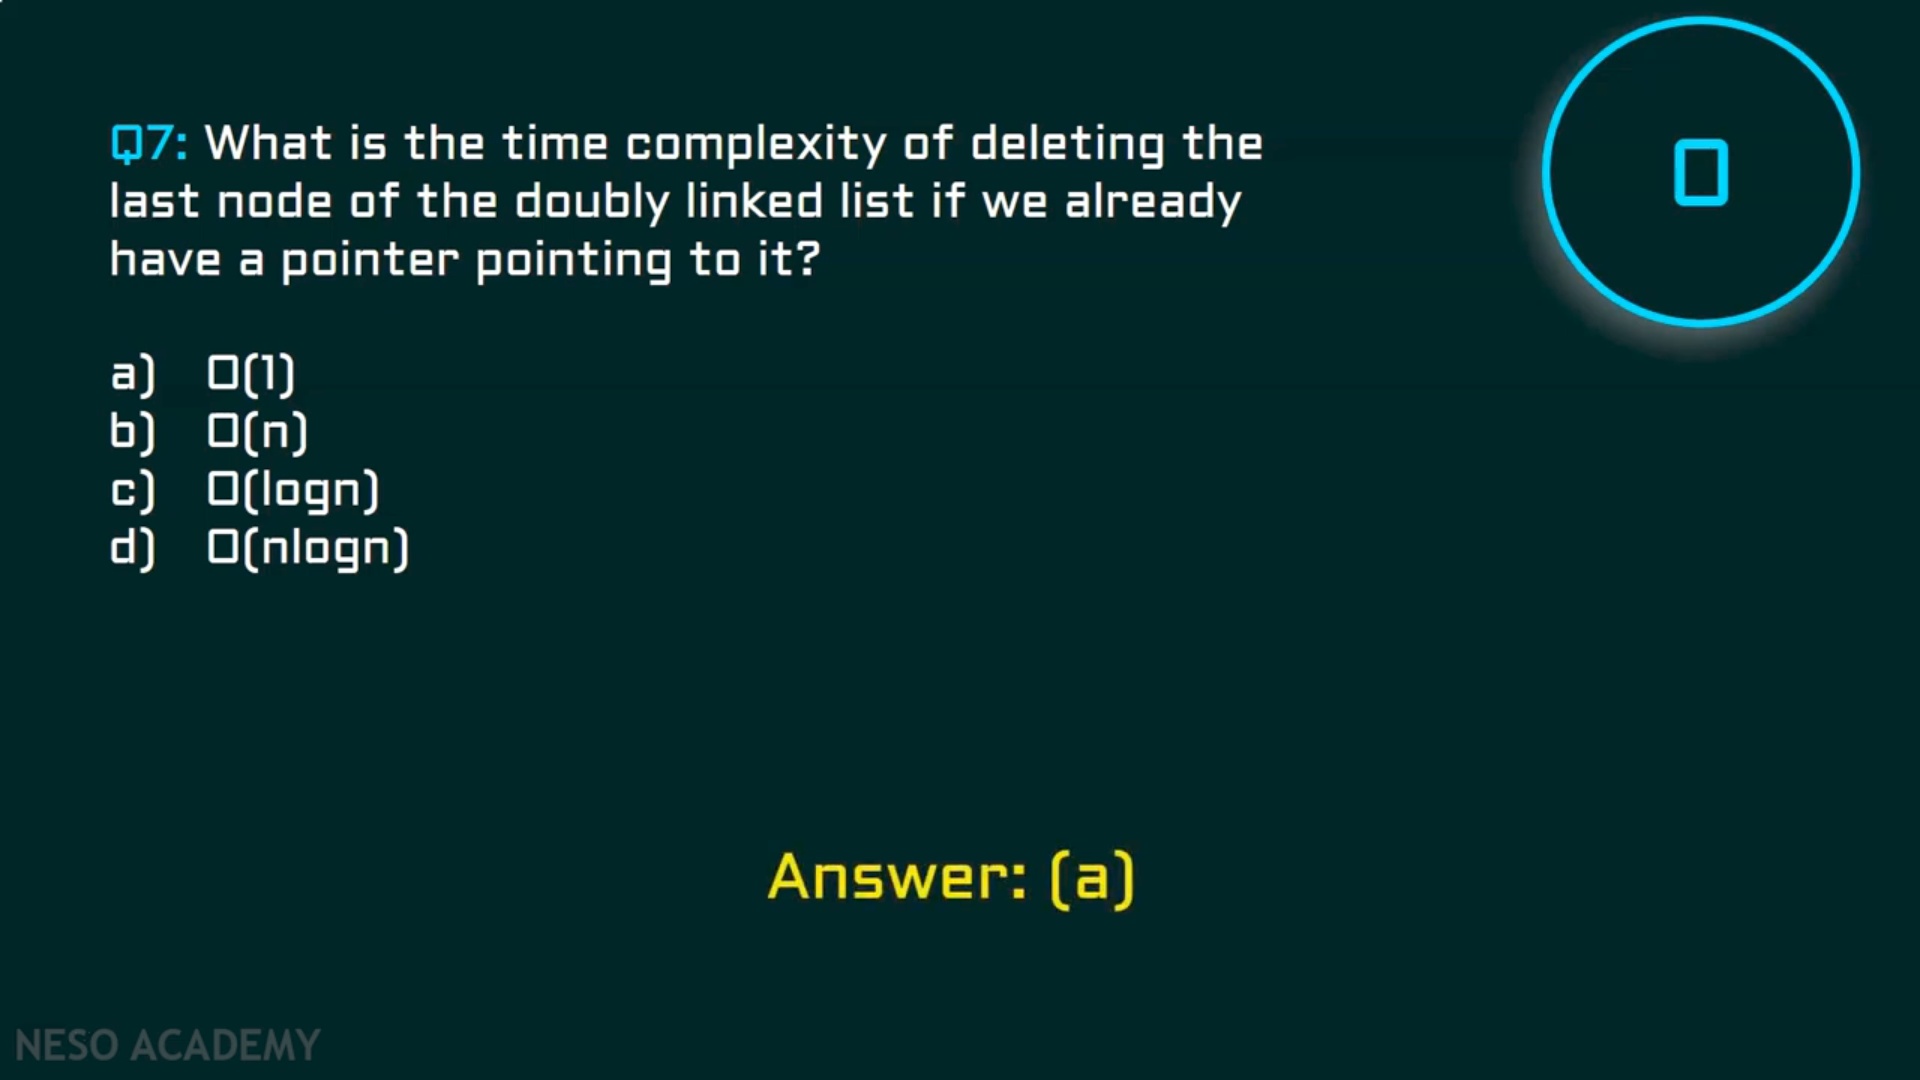 0
Q7: What is the time complexity of deleting the
last node of the doubly linked list if we already
have a pointer pointing to it?
a) O(1)
b) O(n)
c) O(logn)
d) O(nlogn)
Answer: (a)
NESO ACADEMY